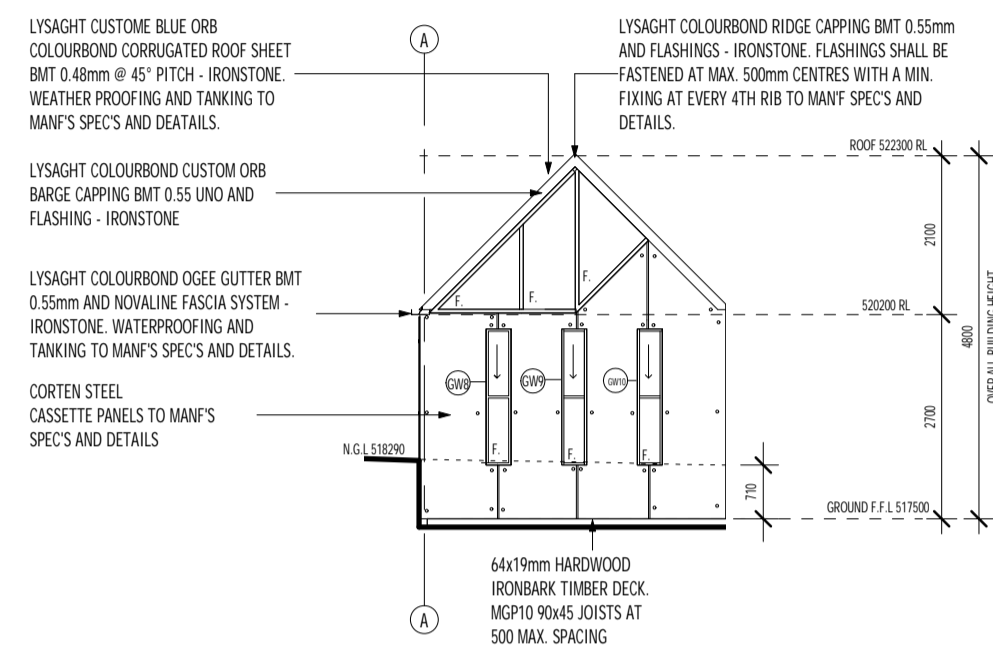 LYSAGHT CUSTOME BLUE ORB
COLOURBOND CORRUGATED ROOF SHEET
BMT 0.48mm @ 45° PITCH - IRONSTONE.
WEATHER PROOFING AND TANKING TO
MANF'S SPEC'S AND DEATAILS.
A
LYSAGHT COLOURBOND RIDGE CAPPING BMT 0.55mm
AND FLASHINGS - IRONSTONE. FLASHINGS SHALL BE
FASTENED AT MAX. 500mm CENTRES WITH A MIN.
FIXING AT EVERY 4TH RIB TO MAN'F SPEC'S AND
DETAILS.
ROOF 522300 RL
LYSAGHT COLOURBOND CUSTOM ORB
BARGE CAPPING BMT 0.55 UNO AND
FLASHING - IRONSTONE
2100
F.
F.
F.
LYSAGHT COLOURBOND OGEE GUTTER BMT
0.55mm AND NOVALINE FASCIA SYSTEM -
IRONSTONE. WATERPROOFING AND
TANKING TO MANF'S SPEC'S AND DETAILS.
520200 RL
4800
OVER ALL BUILDING HEIGHT
GW8
GW9
GW10
CORTEN STEEL
CASSETTE PANELS TO MANF'S
SPEC'S AND DETAILS
2700
N.G.L 518290
F.
F.
F.
710
GROUND F.F.L 517500
64x19mm HARDWOOD
IRONBARK TIMBER DECK.
MGP10 90x45 JOISTS AT
500 MAX. SPACING
A